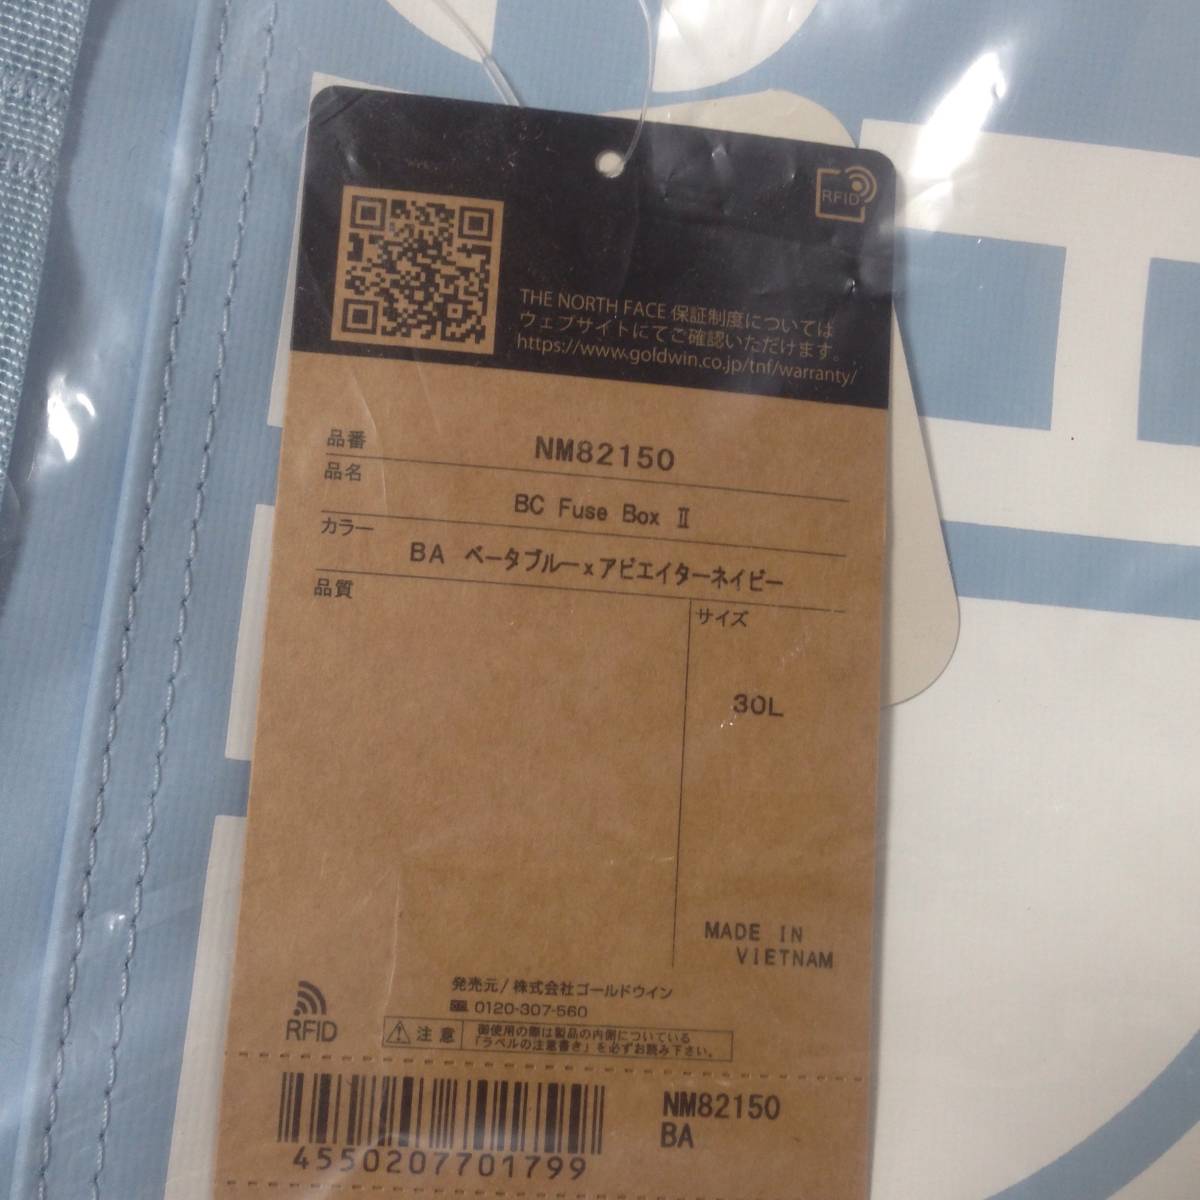 RFID
THE NORTH FACE 保証制度については
ウェブサイトにてご確認いただけます。
https://www.goldwin.co.jp/tnf/warranty/
品番 NM82150
品名
BC Fuse Box Ⅱ
カラー
BA ベータブルーxアビエイターネイビー
品質
サイズ
30L
MADE IN
VIETNAM
発売元/株式会社ゴールドウイン
0120-307-560
RFID
注意
御使用の際は製品の内側についている
「ラベルの注意書き」を必ずお読み下さい。
NM82150
BA
4550207701799